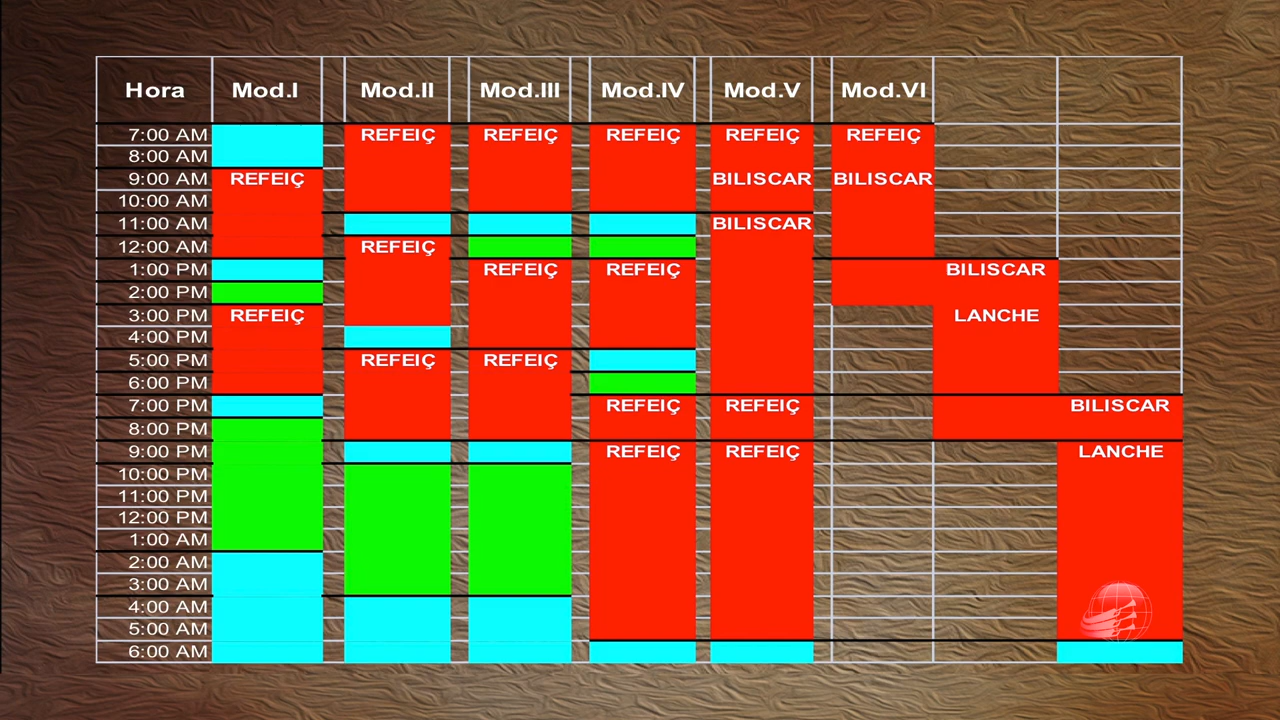 Hora Mod.I Mod.II Mod.III Mod.IV Mod.V Mod.VI
7:00 AM REFEIÇ REFEIÇ REFEIÇ REFEIÇ REFEIÇ
8:00 AM
9:00 AM REFEIÇ BILISCAR BILISCAR
10:00 AM
11:00 AM BILISCAR
12:00 AM REFEIÇ
1:00 PM REFEIÇ REFEIÇ BILISCAR
2:00 PM
3:00 PM REFEIÇ LANCHE
4:00 PM
5:00 PM REFEIÇ REFEIÇ
6:00 PM
7:00 PM REFEIÇ REFEIÇ BILISCAR
8:00 PM
9:00 PM REFEIÇ REFEIÇ LANCHE
10:00 PM
11:00 PM
12:00 PM
1:00 AM
2:00 AM
3:00 AM
4:00 AM
5:00 AM
6:00 AM